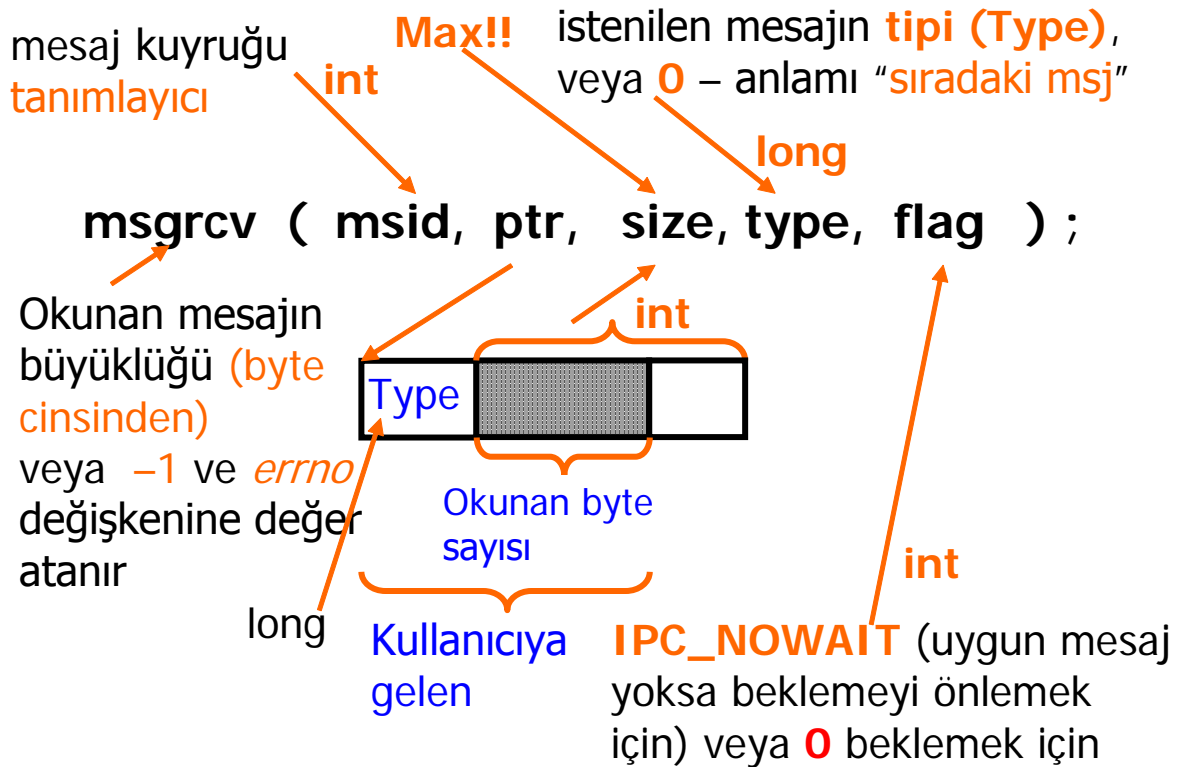 mesaj kuyruğu
tanımlayıcı
int
Max!!
istenilen mesajın tipi (Type),
veya 0 – anlamı “sıradaki msj”
long
msgrcv ( msid, ptr, size, type, flag ) ;
Okunan mesajın
büyüklüğü (byte
cinsinden)
veya –1 ve errno
değişkenine değer
atanır
int
Type
Okunan byte
sayısı
long
Kullanıcıya
gelen
int
IPC_NOWAIT (uygun mesaj
yoksa beklemeyi önlemek
için) veya 0 beklemek için